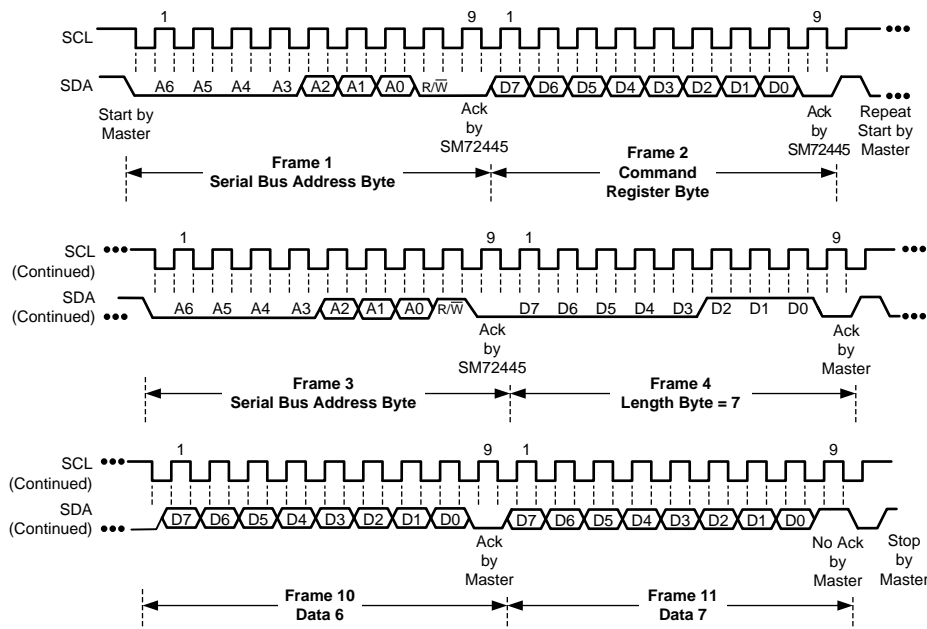 1 9 1 9
SCL
SDA A6 A5 A4 A3 A2 A1 A0 R/W̅ D7 D6 D5 D4 D3 D2 D1 D0
Start by
Master
Ack
by
SM72445
Ack
by
SM72445
Repeat
Start by
Master
Frame 1
Serial Bus Address Byte
Frame 2
Command
Register Byte
1 9 1 9
SCL
(Continued)
SDA
(Continued)
A6 A5 A4 A3 A2 A1 A0 R/W̅ D7 D6 D5 D4 D3 D2 D1 D0
Ack
by
SM72445
Ack
by
Master
Frame 3
Serial Bus Address Byte
Frame 4
Length Byte = 7
1 9 1 9
SCL
(Continued)
SDA
(Continued)
D7 D6 D5 D4 D3 D2 D1 D0 D7 D6 D5 D4 D3 D2 D1 D0
Ack
by
Master
No Ack
by
Master
Stop
by
Master
Frame 10
Data 6
Frame 11
Data 7